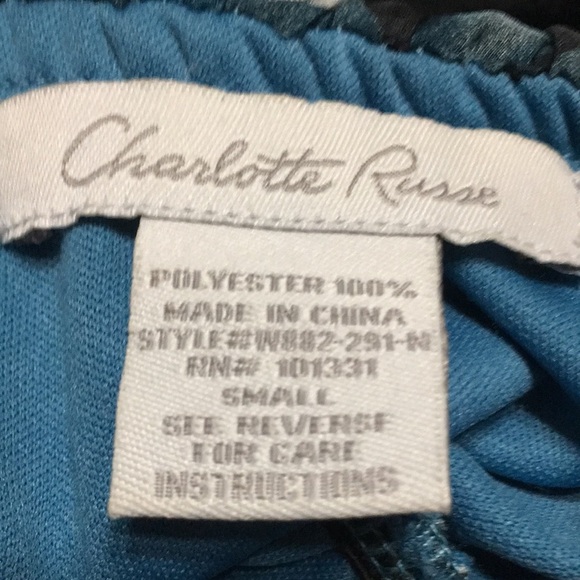 Charlotte Russe
POLYESTER 100%
MADE IN CHINA
STYLE#W882-291-N
RN# 101331
SMALL
SEE REVERSE
FOR CARE
INSTRUCTIONS